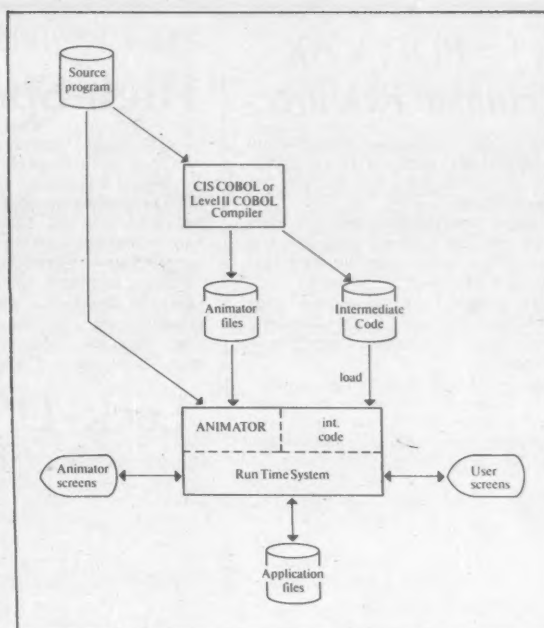 Source
program
CIS COBOL or
Level II COBOL
Compiler
Animator
files
Intermediate
Code
load
ANIMATOR
int.
code
Run Time System
Animator
screens
User
screens
Application
files